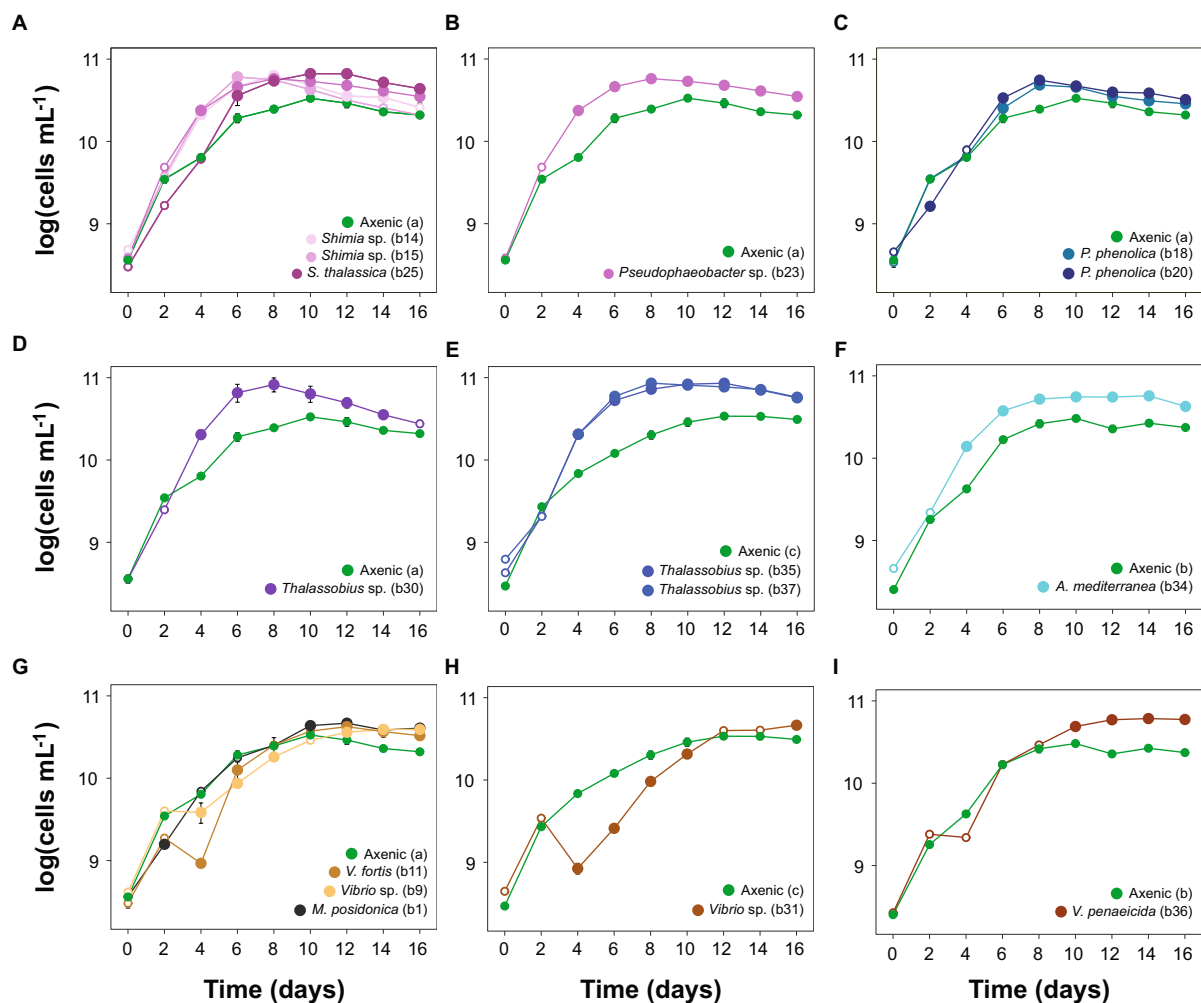 A
B
C
log(cells mL-1)
11
10
9
Axenic (a)
Shimia sp. (b14)
Shimia sp. (b15)
S. thalassica (b25)
0 2 4 6 8 10 12 14 16
11
10
9
Axenic (a)
Pseudophaeobacter sp. (b23)
0 2 4 6 8 10 12 14 16
11
10
9
Axenic (a)
P. phenolica (b18)
P. phenolica (b20)
0 2 4 6 8 10 12 14 16
D
E
F
log(cells mL-1)
11
10
9
Axenic (a)
Thalassobius sp. (b30)
0 2 4 6 8 10 12 14 16
11
10
9
Axenic (c)
Thalassobius sp. (b35)
Thalassobius sp. (b37)
0 2 4 6 8 10 12 14 16
11
10
9
Axenic (b)
A. mediterranea (b34)
0 2 4 6 8 10 12 14 16
G
H
I
log(cells mL-1)
11
10
9
Axenic (a)
V. fortis (b11)
Vibrio sp. (b9)
M. posidonica (b1)
0 2 4 6 8 10 12 14 16
Time (days)
11
10
9
Axenic (c)
Vibrio sp. (b31)
0 2 4 6 8 10 12 14 16
Time (days)
11
10
9
Axenic (b)
V. penaeicida (b36)
0 2 4 6 8 10 12 14 16
Time (days)